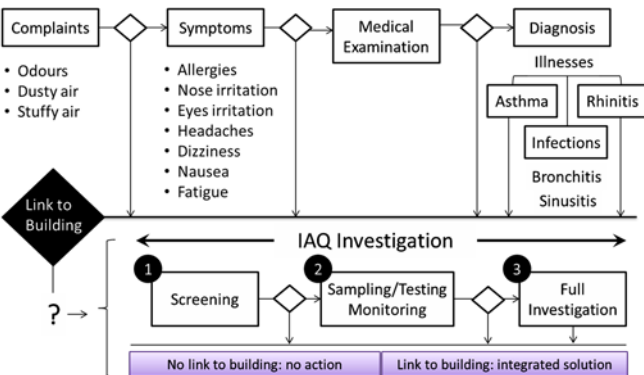 Complaints
Symptoms
Medical
Examination
Diagnosis
• Odours
• Dusty air
• Stuffy air
• Allergies
• Nose irritation
• Eyes irritation
• Headaches
• Dizziness
• Nausea
• Fatigue
Illnesses
Asthma
Rhinitis
Infections
Bronchitis
Sinusitis
Link to
Building
?
IAQ Investigation
1
Screening
2
Sampling/Testing
Monitoring
3
Full
Investigation
No link to building: no action
Link to building: integrated solution